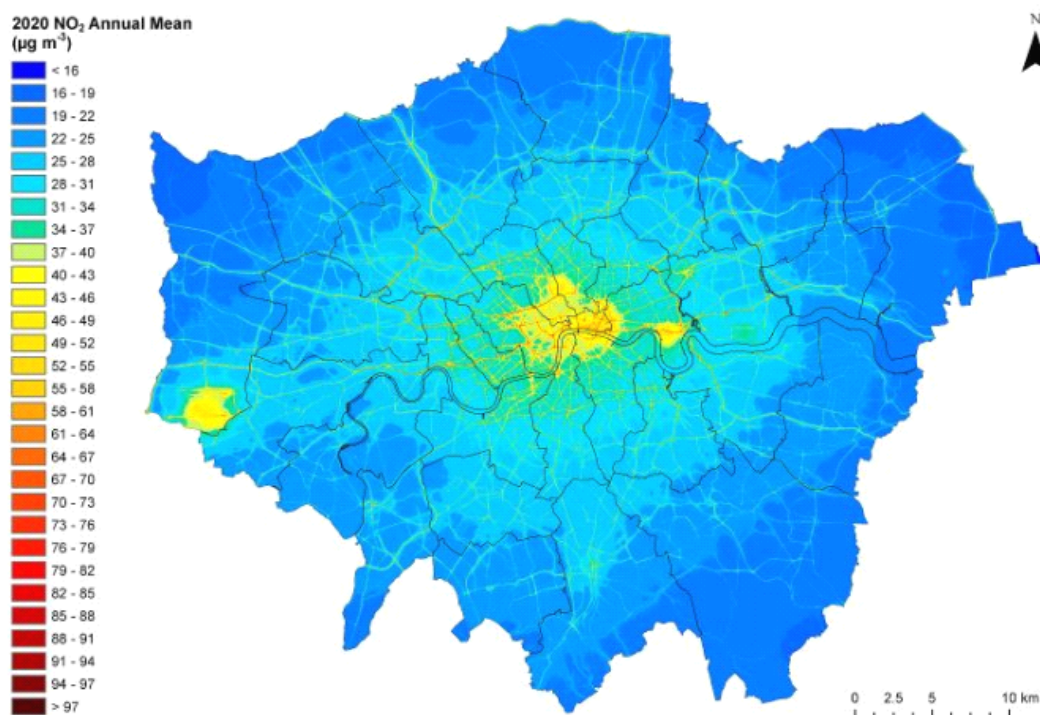 2020 NO₂ Annual Mean
(µg m⁻³)
< 16
16 - 19
19 - 22
22 - 25
25 - 28
28 - 31
31 - 34
34 - 37
37 - 40
40 - 43
43 - 46
46 - 49
49 - 52
52 - 55
55 - 58
58 - 61
61 - 64
64 - 67
67 - 70
70 - 73
73 - 76
76 - 79
79 - 82
82 - 85
85 - 88
88 - 91
91 - 94
94 - 97
> 97
N
0 2.5 5 10 km